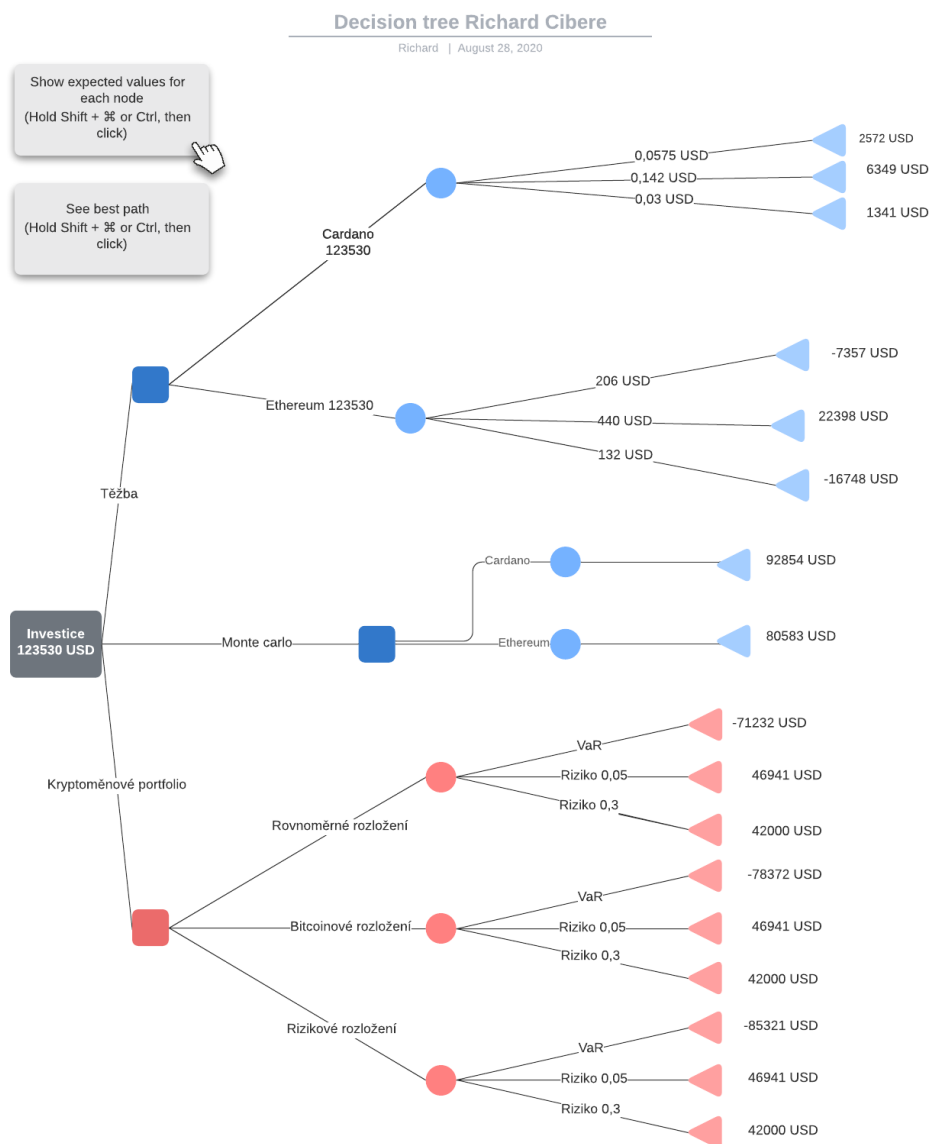 Decision tree Richard Cibere
Richard | August 28, 2020
Show expected values for
each node
(Hold Shift + ⌘ or Ctrl, then
click)
See best path
(Hold Shift + ⌘ or Ctrl, then
click)
2572 USD
0,0575 USD
6349 USD
0,142 USD
0,03 USD
1341 USD
Cardano
123530
-7357 USD
206 USD
Ethereum 123530
22398 USD
440 USD
132 USD
-16748 USD
Těžba
Cardano
92854 USD
Investice
123530 USD
Monte carlo
Ethereum
80583 USD
-71232 USD
VaR
Riziko 0,05
46941 USD
Kryptoměnové portfolio
Riziko 0,3
Rovnoměrné rozložení
42000 USD
-78372 USD
VaR
Bitcoinové rozložení
Riziko 0,05
46941 USD
Riziko 0,3
42000 USD
Rizikové rozložení
-85321 USD
VaR
Riziko 0,05
46941 USD
Riziko 0,3
42000 USD